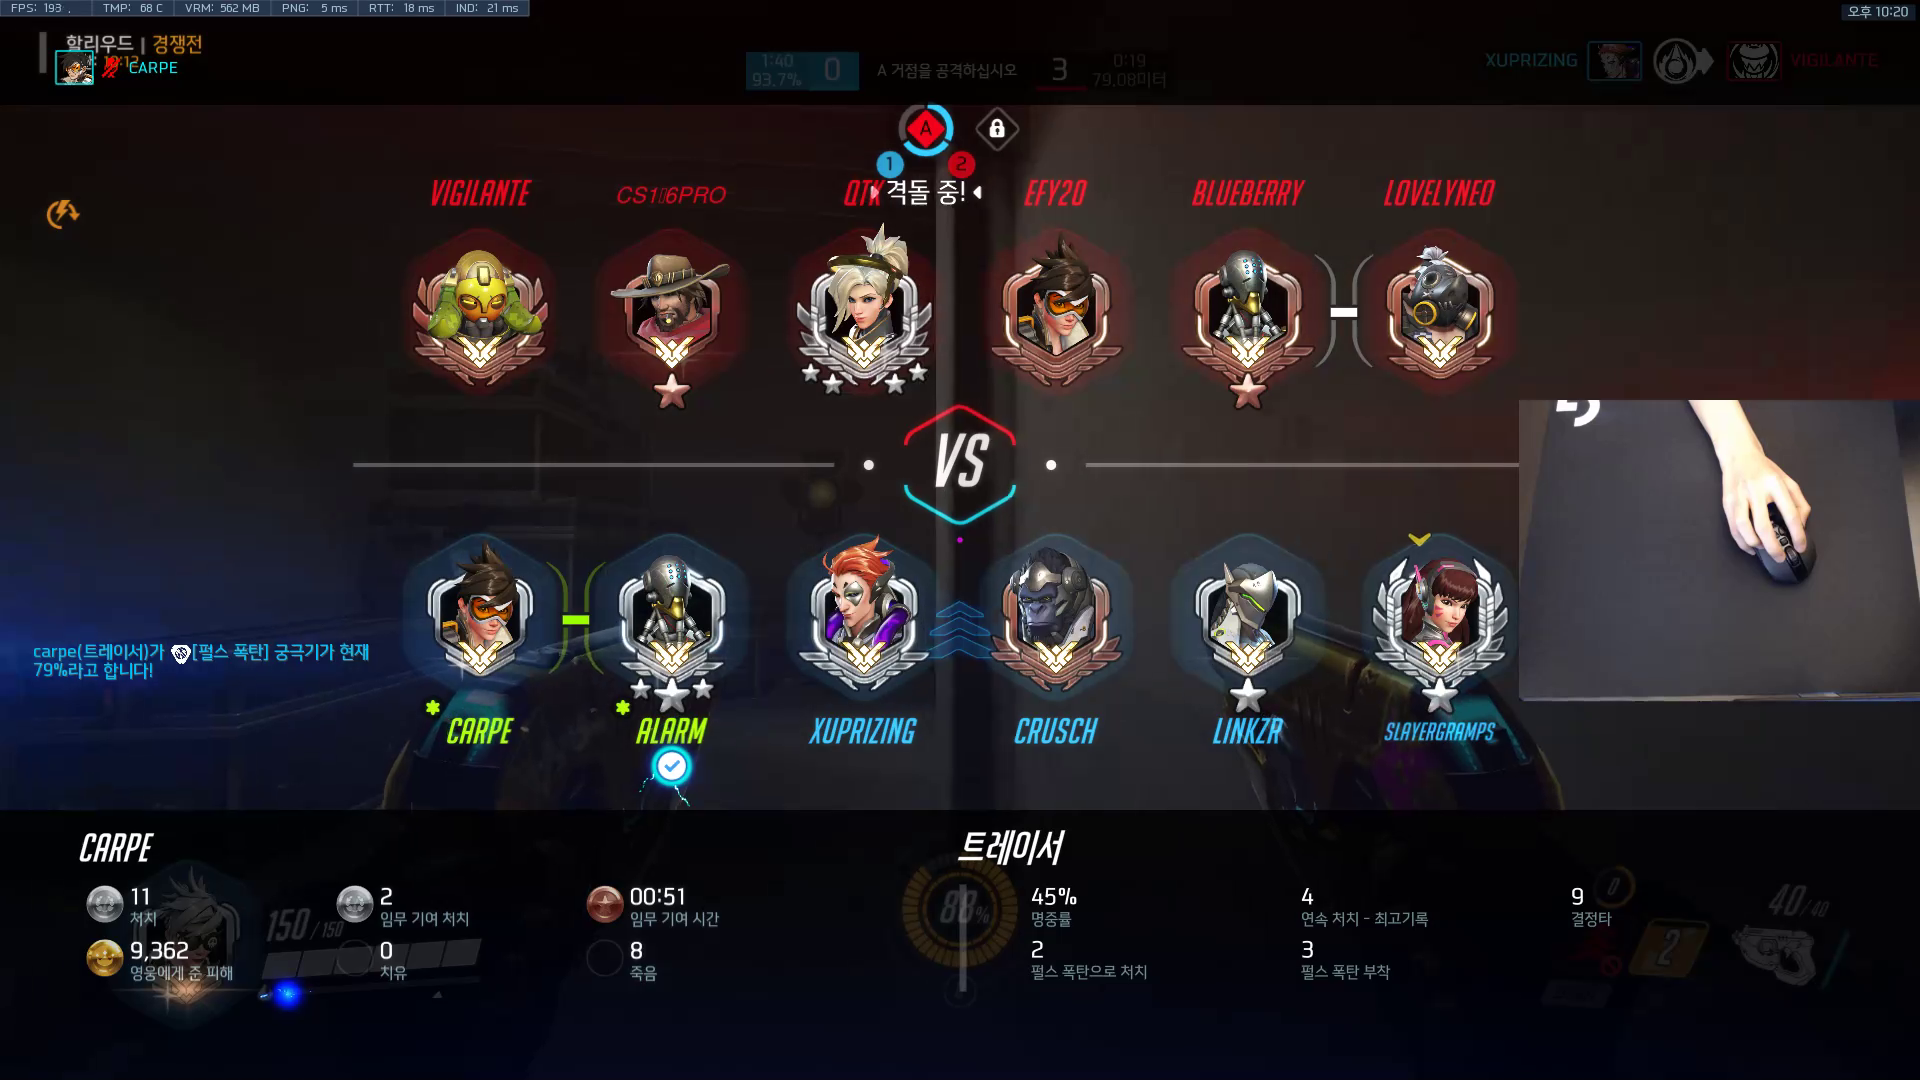 FPS: 193
TMP: 68 C
VRM: 562 MB
PNG: 5 ms
RTT: 18 ms
IND: 21 ms
오후 10:20
할리우드 | 경쟁전
CARPE
1:40
93.7%
0
A 거점을 공격하십시오
3
0:19
79.08미터
XUPRIZING
VIGILANTE
A
1
2
격돌 중!
VIGILANTE
CS1▯6PRO
QTK
EFY20
BLUEBERRY
LOVELYNEO
VS
carpe(트레이서)가 [펄스 폭탄] 궁극기가 현재
79%라고 합니다!
CARPE
ALARM
XUPRIZING
CRUSCH
LINKZR
SLAYERGRAMPS
CARPE
트레이서
11
처치
2
임무 기여 처치
00:51
임무 기여 시간
9,362
영웅에게 준 피해
0
치유
8
죽음
45%
명중률
4
연속 처치 - 최고기록
9
결정타
2
펄스 폭탄으로 처치
3
펄스 폭탄 부착
150/150
88%
0
2
40/40